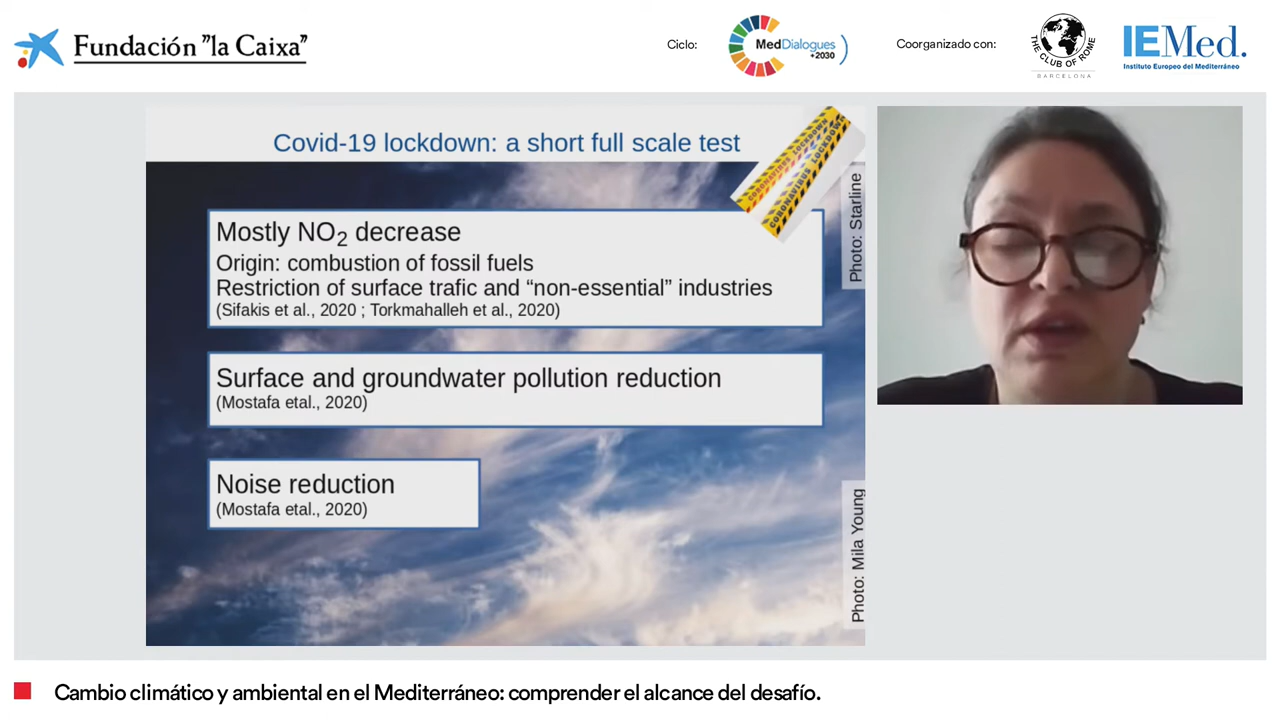 Fundación "la Caixa"
Ciclo:
MedDialogues
+2030
Coorganizado con:
THE CLUB OF ROME
BARCELONA
IEMed.
Instituto Europeo del Mediterráneo
Covid-19 lockdown: a short full scale test
CORONAVIRUS LOCKDOWN
CORONAVIRUS LOCKDOWN
Photo: Starline
Mostly NO2 decrease
Origin: combustion of fossil fuels
Restriction of surface trafic and “non-essential” industries
(Sifakis et al., 2020 ; Torkmahalleh et al., 2020)
Surface and groundwater pollution reduction
(Mostafa etal., 2020)
Noise reduction
(Mostafa etal., 2020)
Photo: Mila Young
Cambio climático y ambiental en el Mediterráneo: comprender el alcance del desafío.